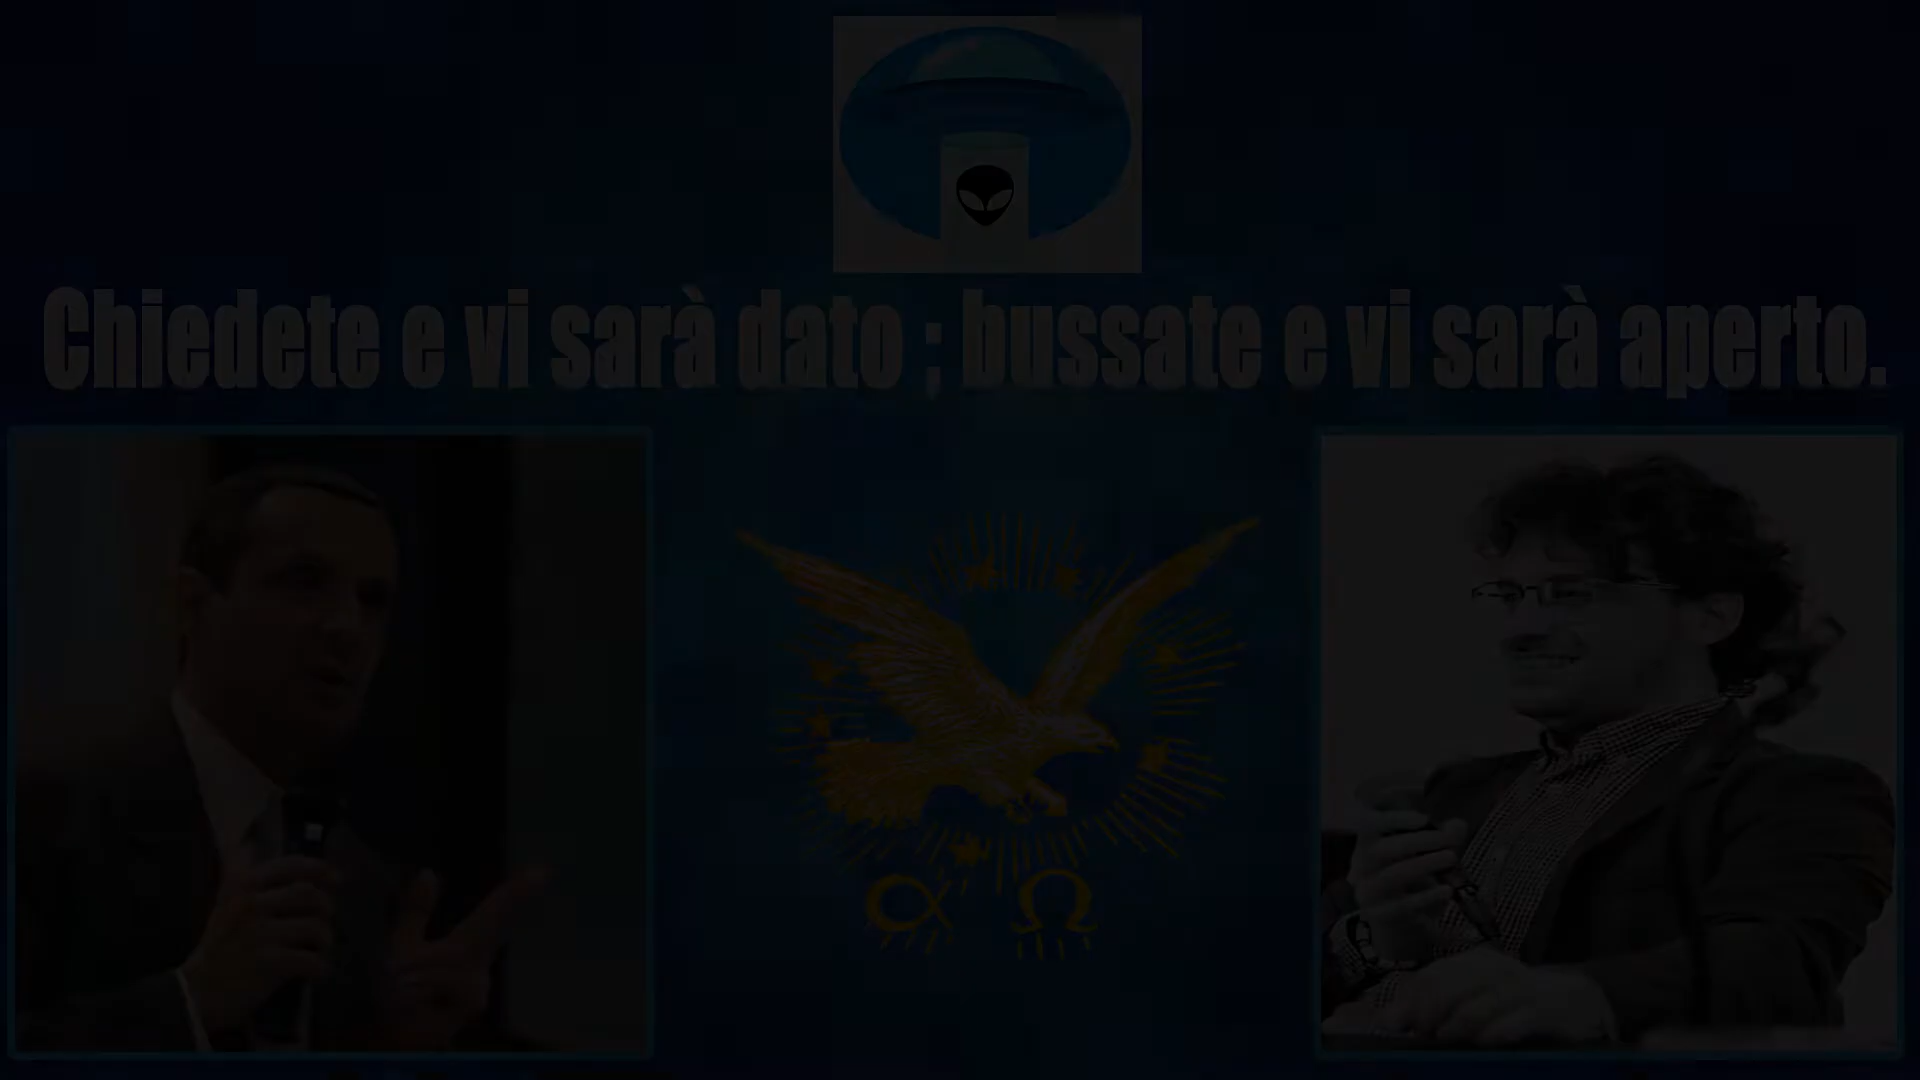 Chiedete e vi sarà dato ; bussate e vi sarà aperto.
α Ω